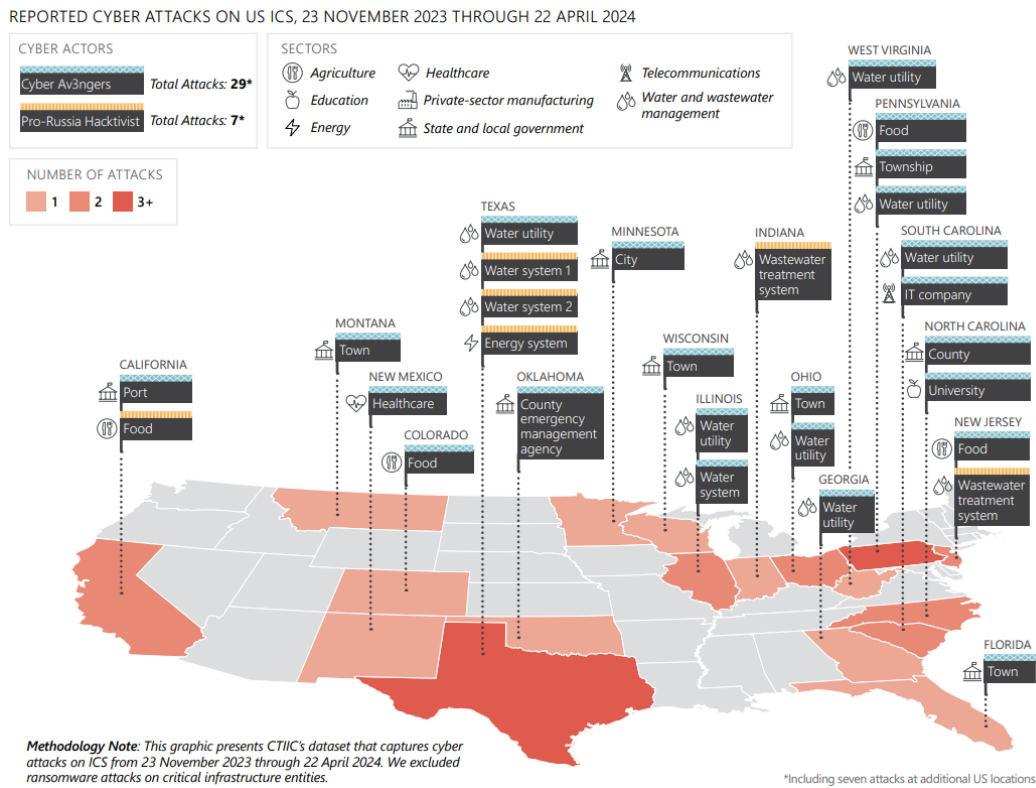 REPORTED CYBER ATTACKS ON US ICS, 23 NOVEMBER 2023 THROUGH 22 APRIL 2024
CYBER ACTORS
Cyber Av3ngers Total Attacks: 29*
Pro-Russia Hacktivist Total Attacks: 7*
SECTORS
Agriculture
Education
Energy
Healthcare
Private-sector manufacturing
State and local government
Telecommunications
Water and wastewater
management
NUMBER OF ATTACKS
1 2 3+
CALIFORNIA
Port
Food
MONTANA
Town
NEW MEXICO
Healthcare
COLORADO
Food
TEXAS
Water utility
Water system 1
Water system 2
Energy system
OKLAHOMA
County
emergency
management
agency
MINNESOTA
City
WISCONSIN
Town
ILLINOIS
Water
utility
Water
system
INDIANA
Wastewater
treatment
system
OHIO
Town
Water
utility
GEORGIA
Water
utility
WEST VIRGINIA
Water utility
PENNSYLVANIA
Food
Township
Water utility
SOUTH CAROLINA
Water utility
IT company
NORTH CAROLINA
County
University
NEW JERSEY
Food
Wastewater
treatment
system
FLORIDA
Town
Methodology Note: This graphic presents CTIIC's dataset that captures cyber
attacks on ICS from 23 November 2023 through 22 April 2024. We excluded
ransomware attacks on critical infrastructure entities.
*Including seven attacks at additional US locations